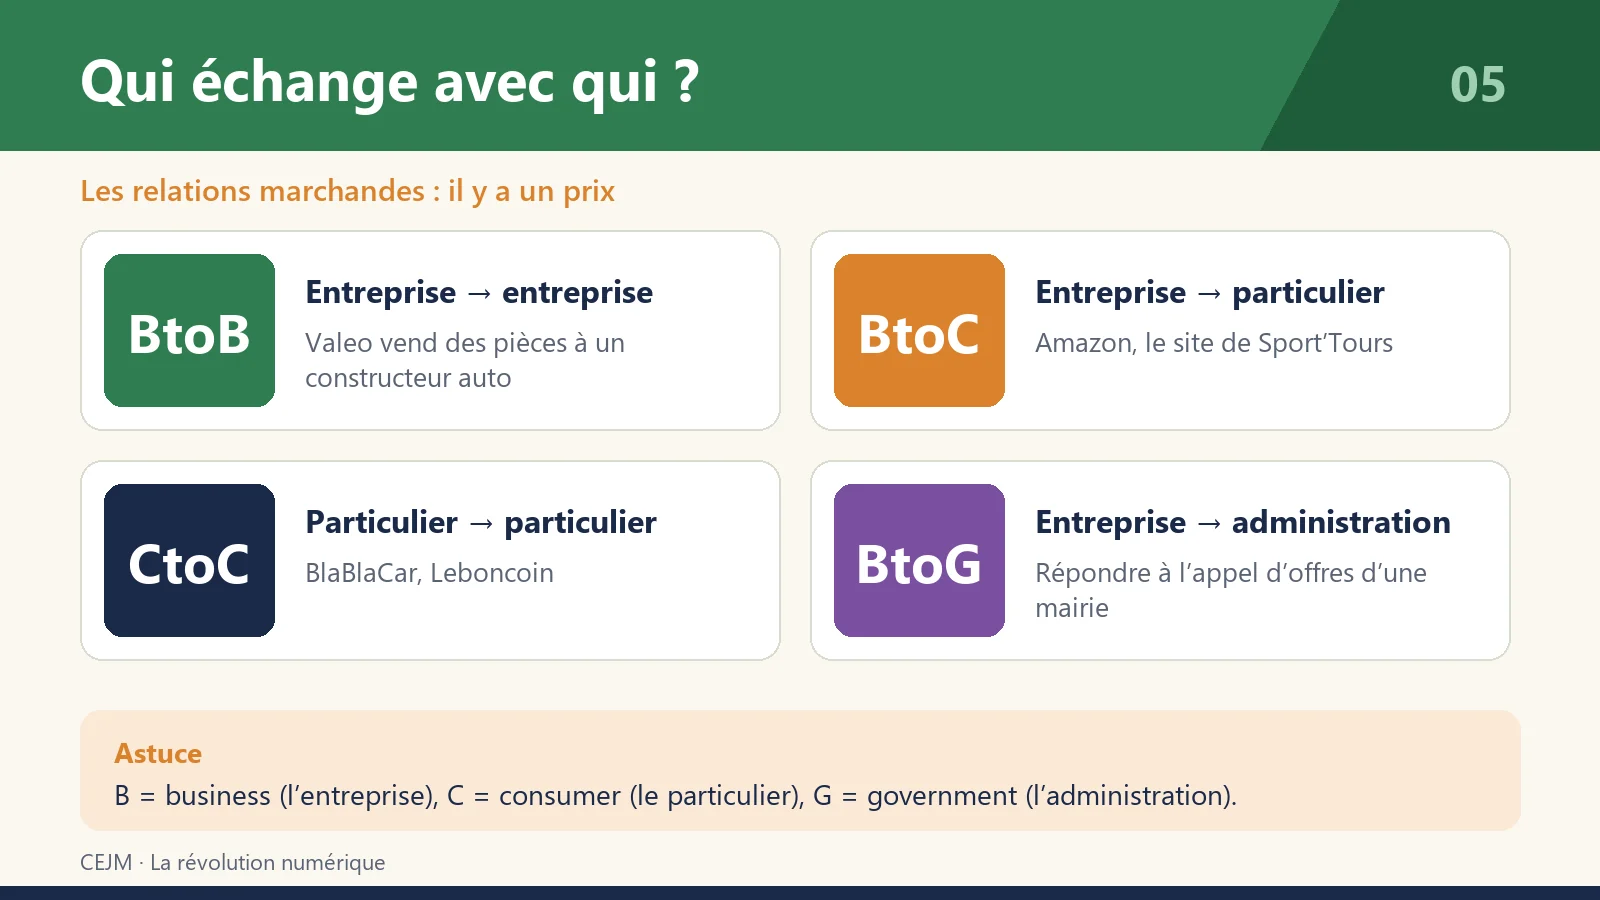 Qui échange avec qui ?
05
Les relations marchandes : il y a un prix
BtoB
Entreprise → entreprise
Valeo vend des pièces à un
constructeur auto
BtoC
Entreprise → particulier
Amazon, le site de Sport’Tours
CtoC
Particulier → particulier
BlaBlaCar, Leboncoin
BtoG
Entreprise → administration
Répondre à l’appel d’offres d’une
mairie
Astuce
B = business (l’entreprise), C = consumer (le particulier), G = government (l’administration).
CEJM · La révolution numérique